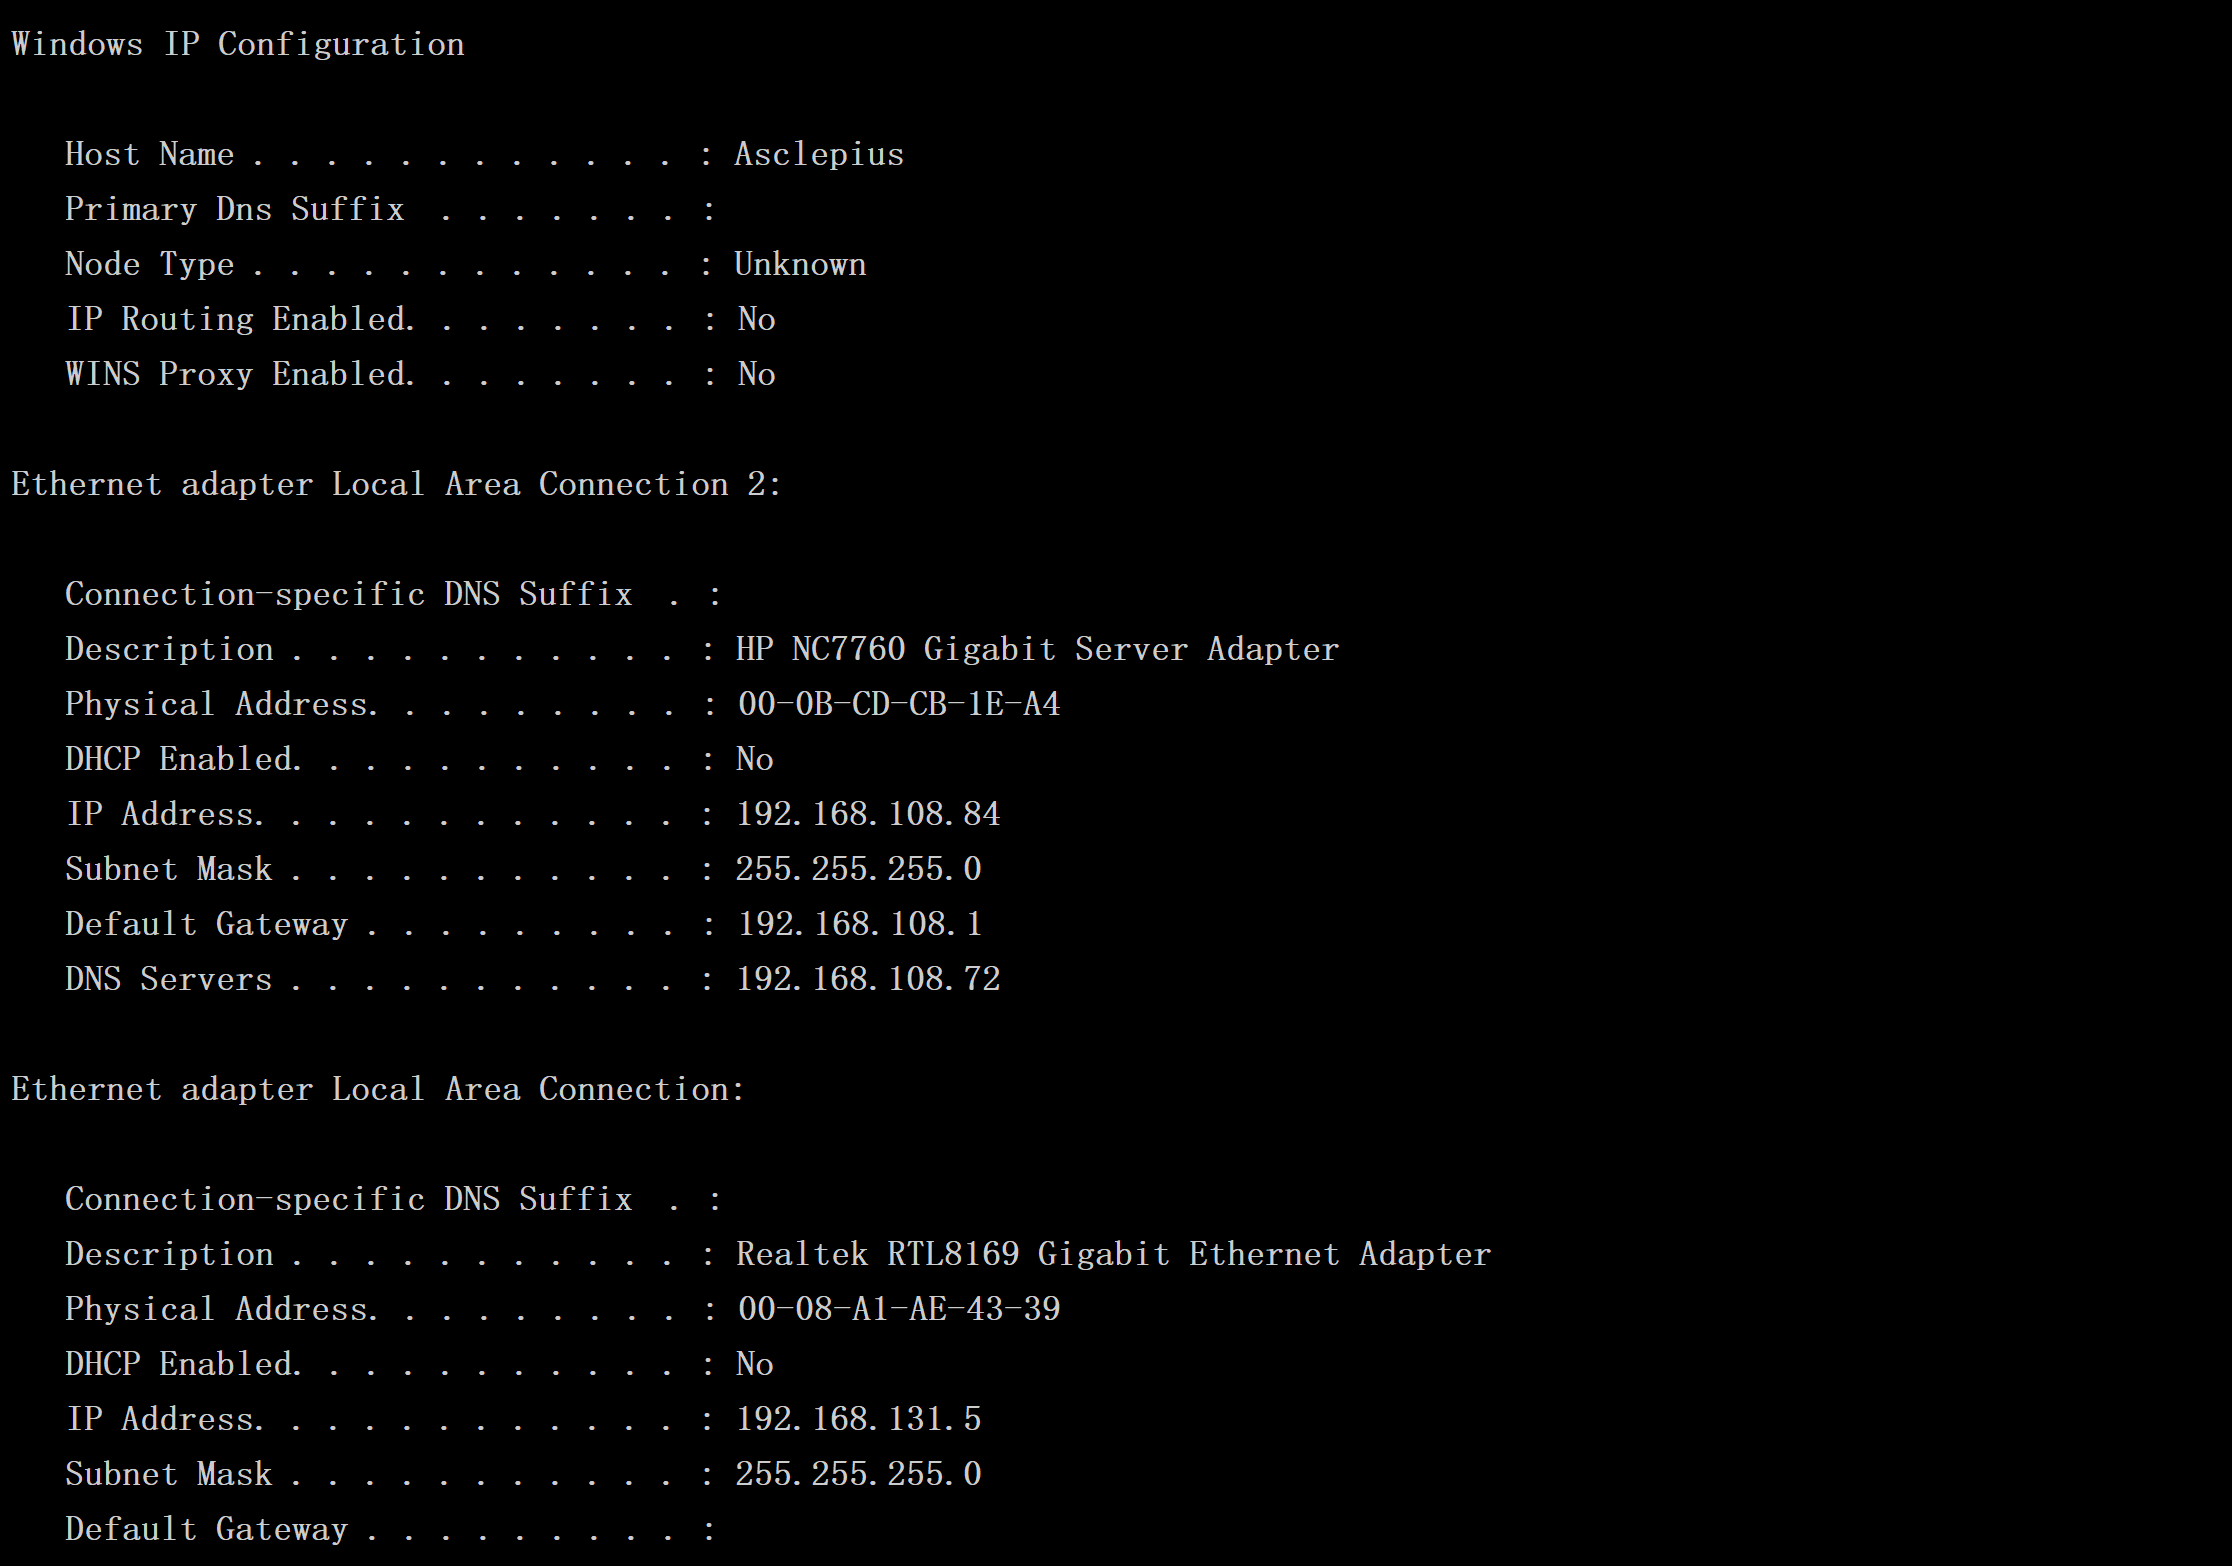 Windows IP Configuration
Host Name . . . . . . . . . . . . : Asclepius
Primary Dns Suffix  . . . . . . . :
Node Type . . . . . . . . . . . . : Unknown
IP Routing Enabled. . . . . . . . : No
WINS Proxy Enabled. . . . . . . . : No
Ethernet adapter Local Area Connection 2:
Connection-specific DNS Suffix  . :
Description . . . . . . . . . . . : HP NC7760 Gigabit Server Adapter
Physical Address. . . . . . . . . : 00-0B-CD-CB-1E-A4
DHCP Enabled. . . . . . . . . . . : No
IP Address. . . . . . . . . . . . : 192.168.108.84
Subnet Mask . . . . . . . . . . . : 255.255.255.0
Default Gateway . . . . . . . . . : 192.168.108.1
DNS Servers . . . . . . . . . . . : 192.168.108.72
Ethernet adapter Local Area Connection:
Connection-specific DNS Suffix  . :
Description . . . . . . . . . . . : Realtek RTL8169 Gigabit Ethernet Adapter
Physical Address. . . . . . . . . : 00-08-A1-AE-43-39
DHCP Enabled. . . . . . . . . . . : No
IP Address. . . . . . . . . . . . : 192.168.131.5
Subnet Mask . . . . . . . . . . . : 255.255.255.0
Default Gateway . . . . . . . . . :